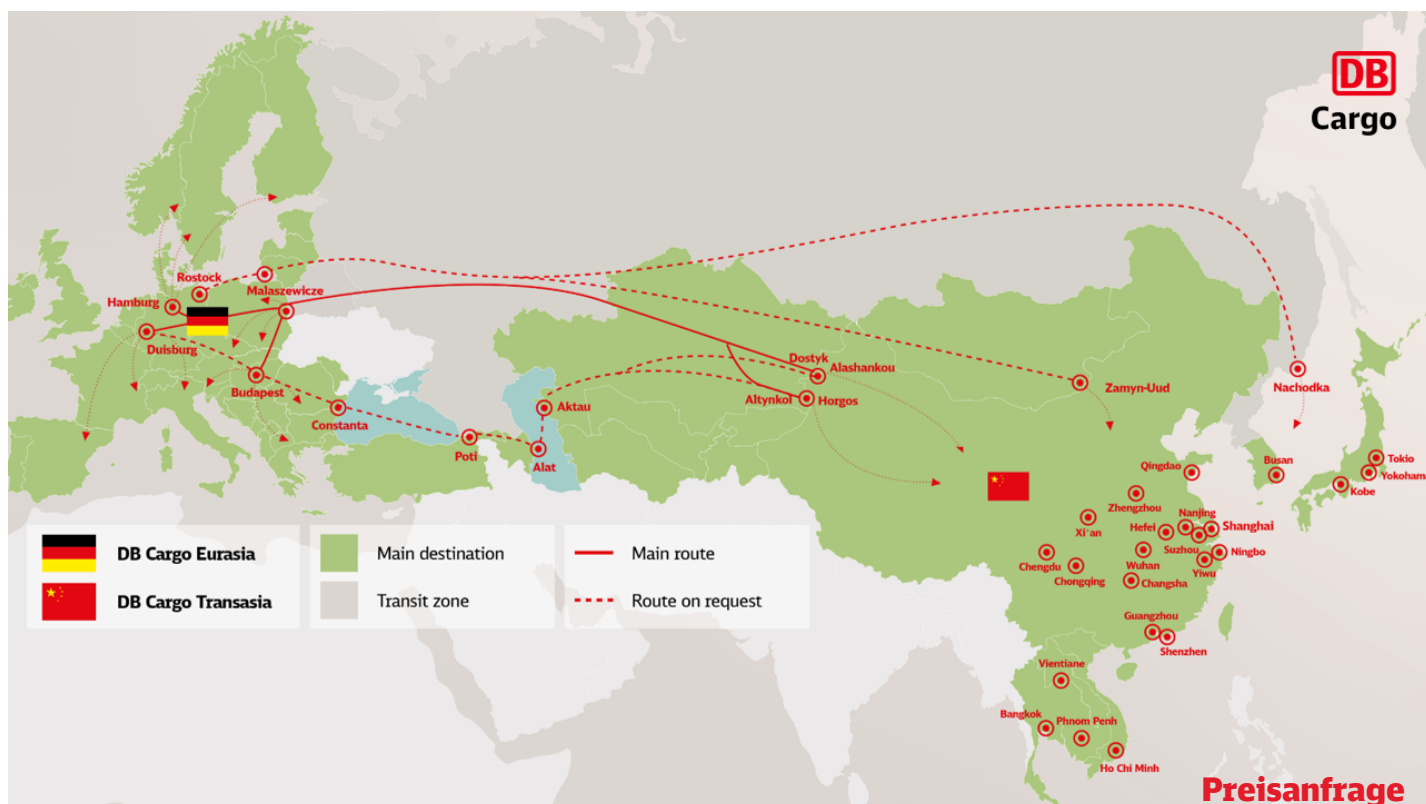 DB
Cargo
Rostock
Hamburg
Malaszewicze
Duisburg
Budapest
Constanta
Poti
Alat
Aktau
Dostyk
Alashankou
Altynkol
Horgos
Zamyn-Uud
Nachodka
Qingdao
Busan
Tokio
Yokoham
Kobe
Zhengzhou
Xi'an
Nanjing
Hefei
Shanghai
Suzhou
Ningbo
Wuhan
Yiwu
Chengdu
Chongqing
Changsha
Guangzhou
Shenzhen
Vientiane
Bangkok
Phnom Penh
Ho Chi Minh
DB Cargo Eurasia
DB Cargo Transasia
Main destination
Transit zone
Main route
Route on request
Preisanfrage